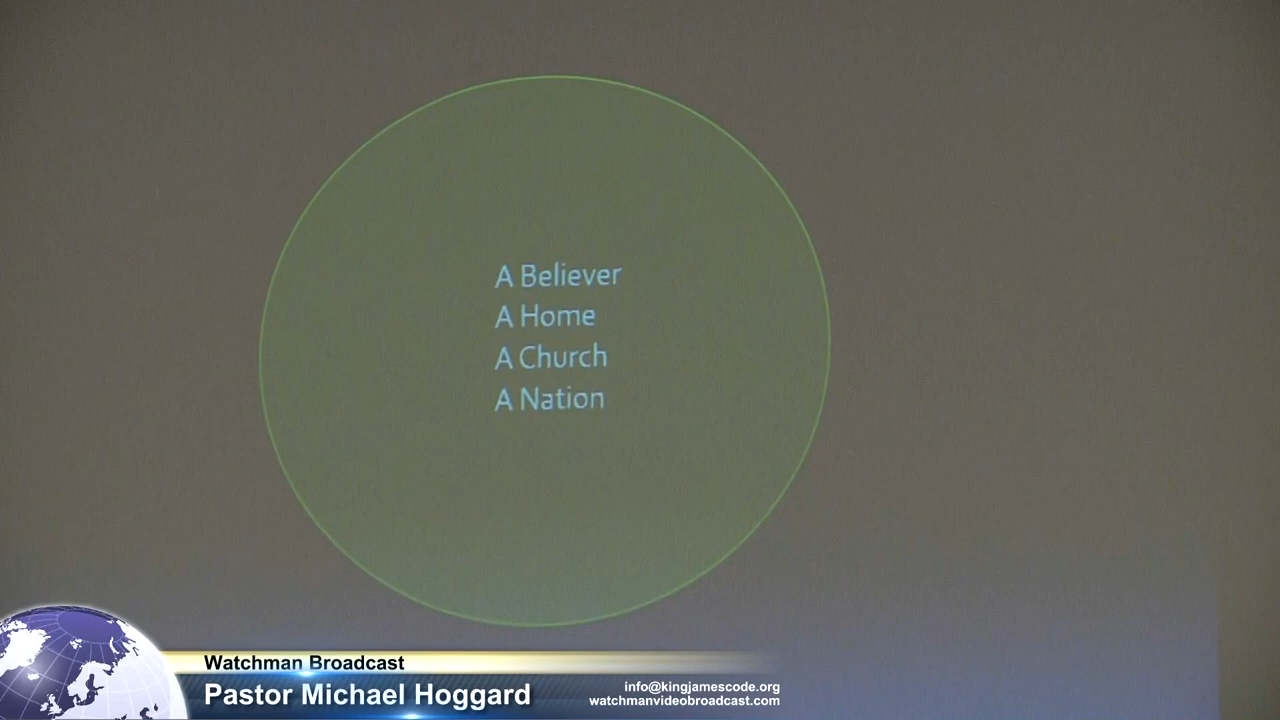 A Believer
A Home
A Church
A Nation
Watchman Broadcast
Pastor Michael Hoggard
info@kingjamescode.org
watchmanvideobroadcast.com